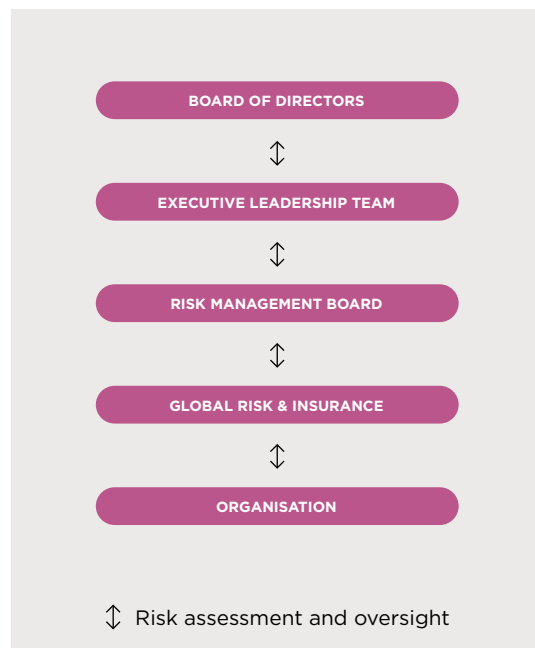 BOARD OF DIRECTORS
EXECUTIVE LEADERSHIP TEAM
RISK MANAGEMENT BOARD
GLOBAL RISK & INSURANCE
ORGANISATION
Risk assessment and oversight